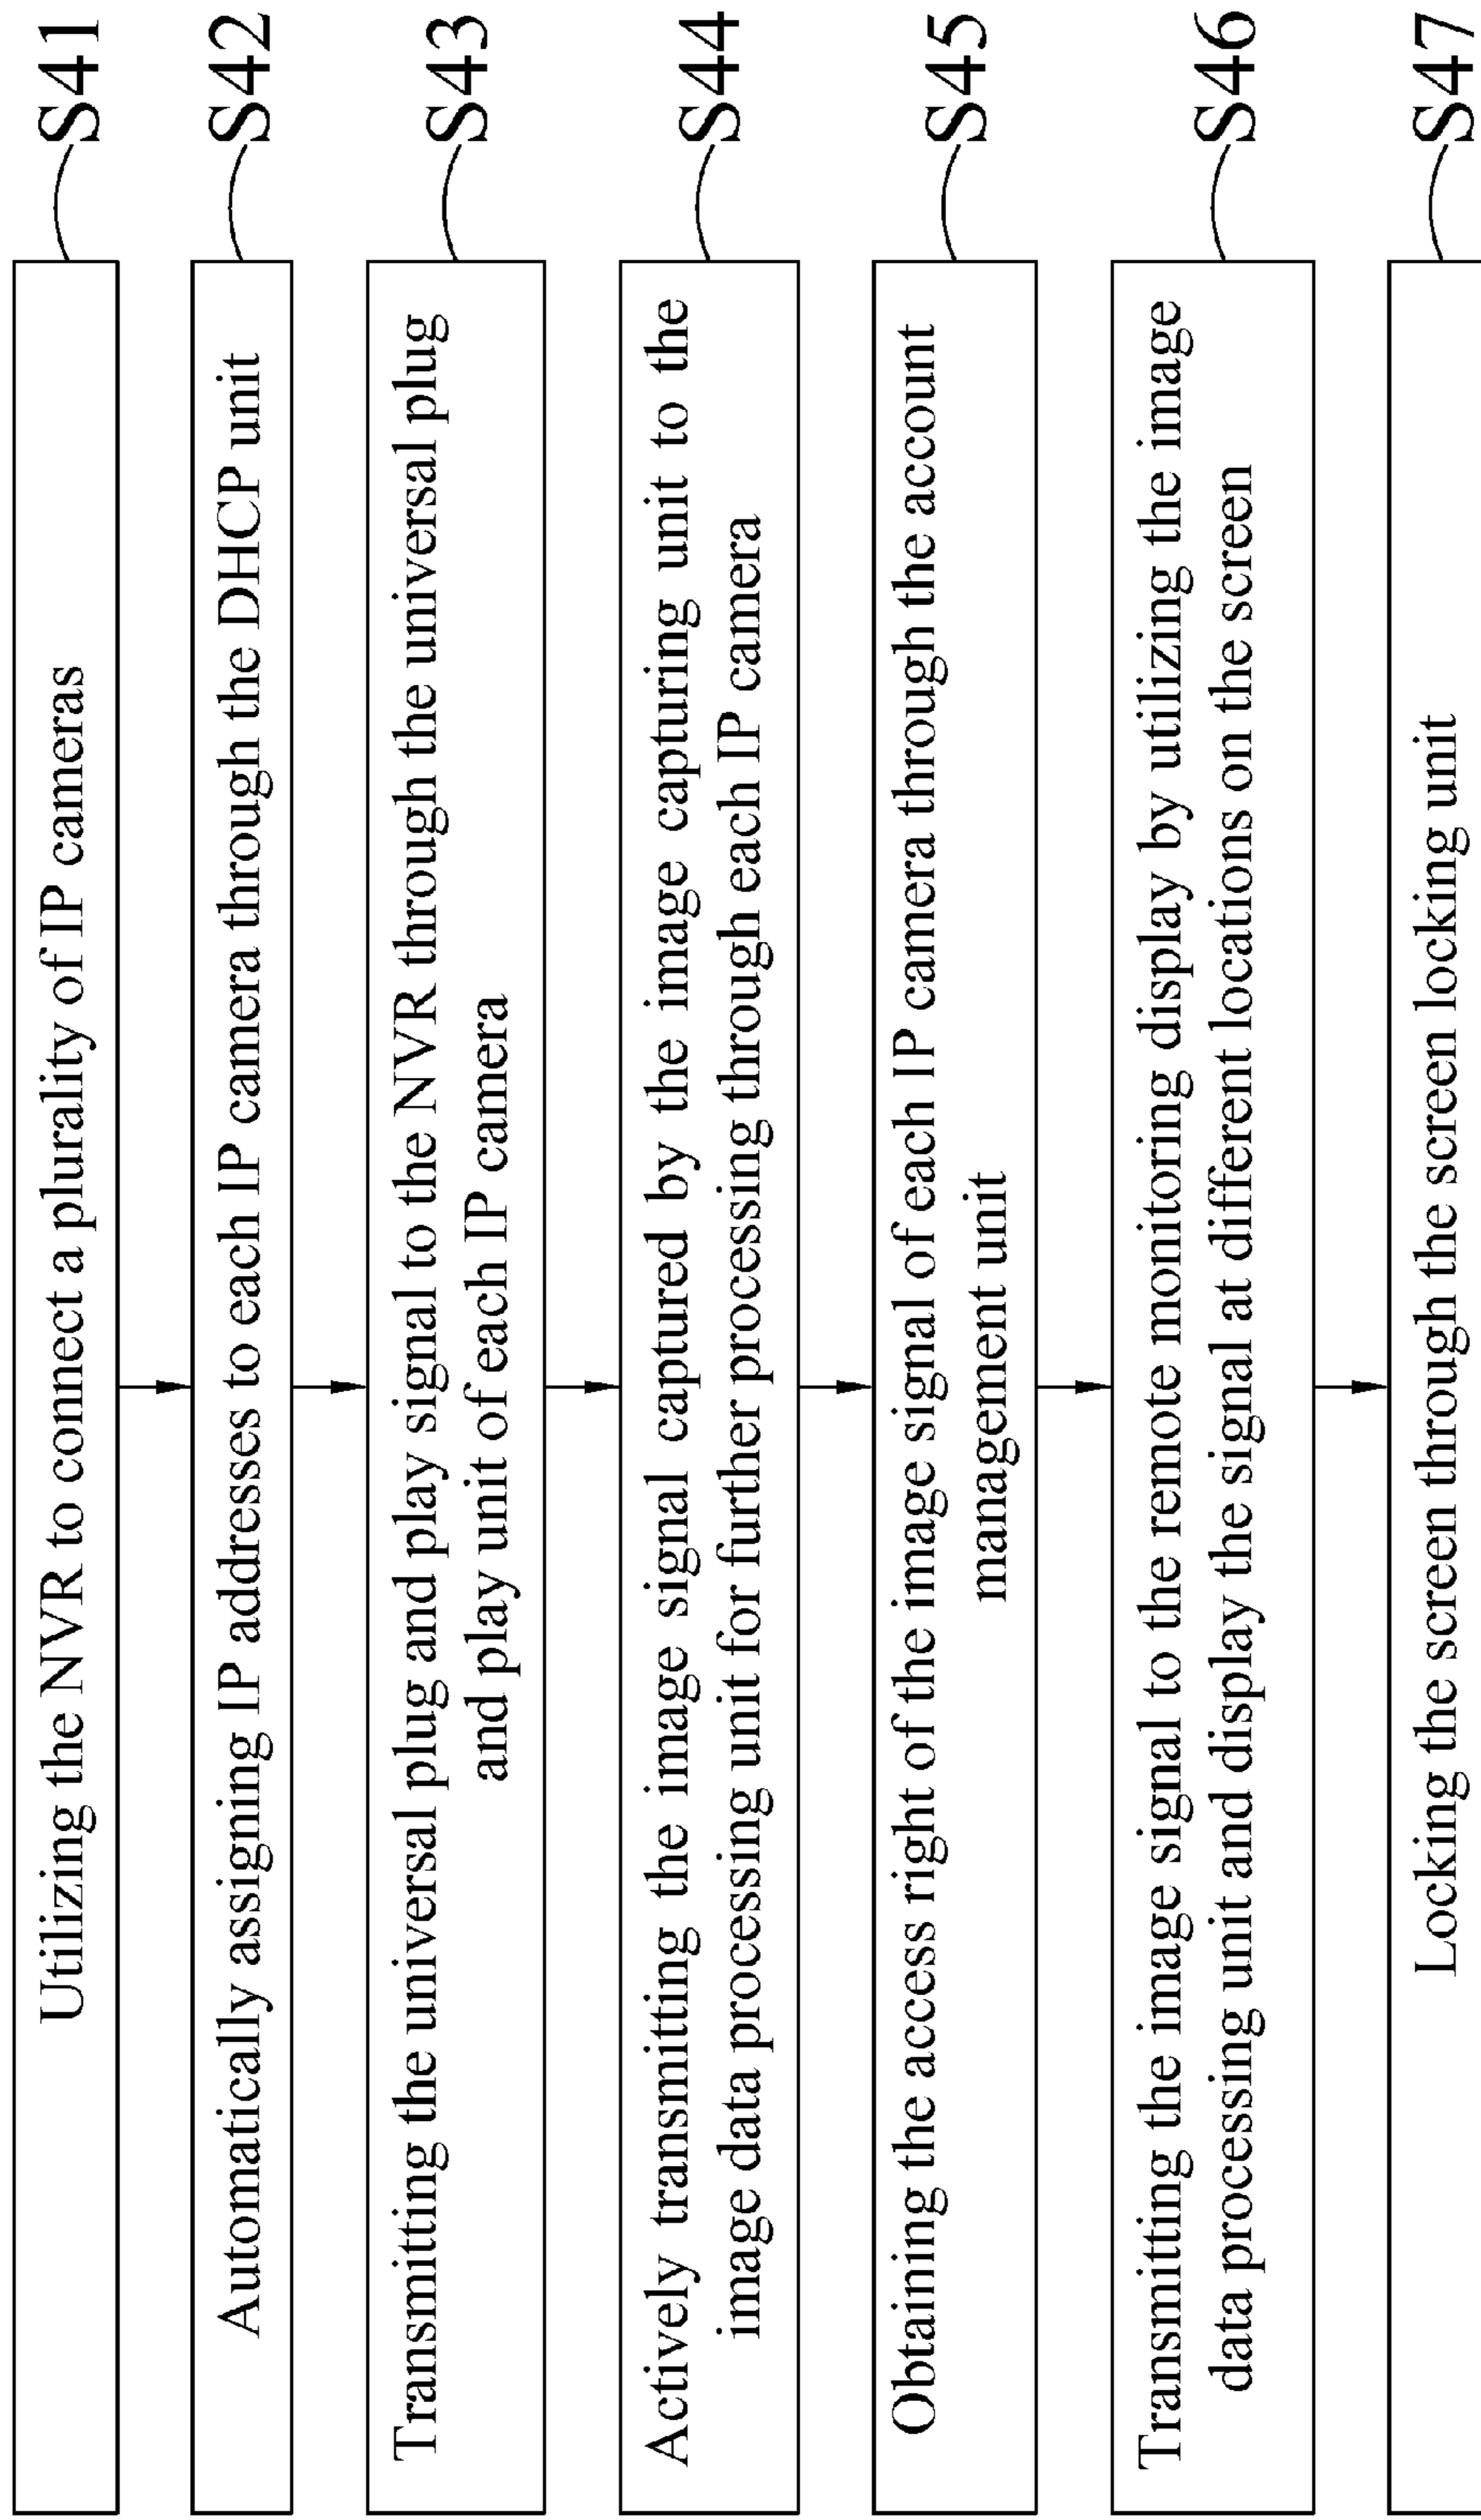 Utilizing the NVR to connect a plurality of IP cameras
S41
Automatically assigning IP addresses to each IP camera through the DHCP unit
S42
Transmitting the universal plug and play signal to the NVR through the universal plug
and play unit of each IP camera
S43
Actively transmitting the image signal captured by the image capturing unit to the
image data processing unit for further processing through each IP camera
S44
Obtaining the access right of the image signal of each IP camera through the account
management unit
S45
Transmitting the image signal to the remote monitoring display by utilizing the image
data processing unit and display the signal at different locations on the screen
S46
Locking the screen through the screen locking unit
S47